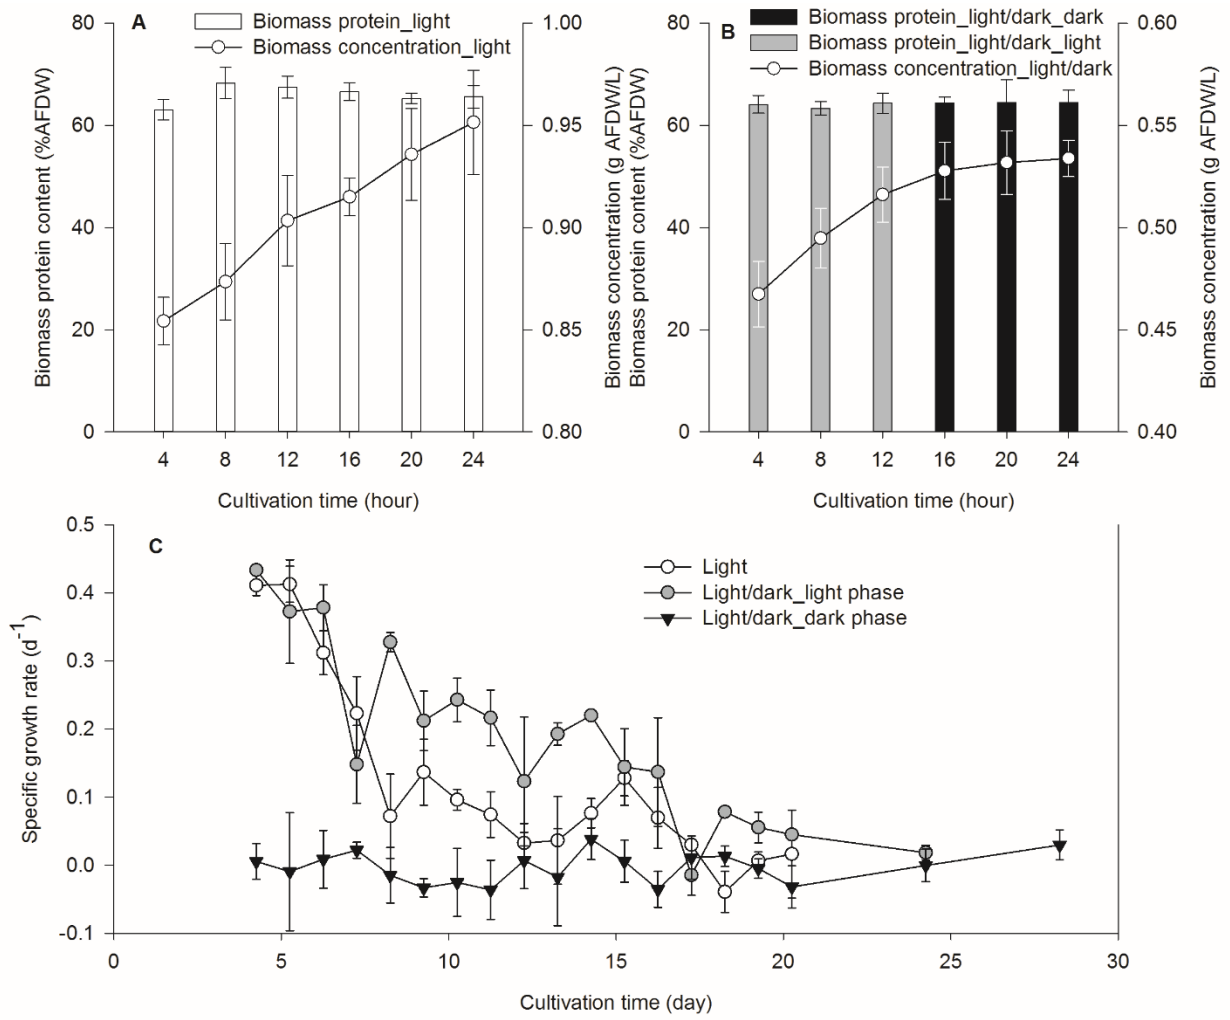 A
Biomass protein_light
Biomass concentration_light
Biomass protein content (%AFDW)
80
60
40
20
0
1.00
0.95
0.90
0.85
0.80
Biomass concentration (g AFDW/L)
4 8 12 16 20 24
Cultivation time (hour)
B
Biomass protein_light/dark_dark
Biomass protein_light/dark_light
Biomass concentration_light/dark
Biomass protein content (%AFDW)
80
60
40
20
0
0.60
0.55
0.50
0.45
0.40
Biomass concentration (g AFDW/L)
4 8 12 16 20 24
Cultivation time (hour)
C
Light
Light/dark_light phase
Light/dark_dark phase
Specific growth rate (d-1)
0.5
0.4
0.3
0.2
0.1
0.0
-0.1
0 5 10 15 20 25 30
Cultivation time (day)